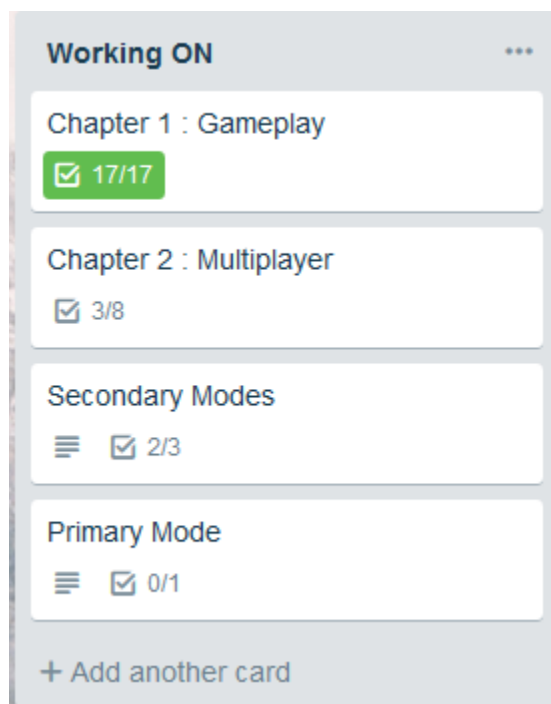 Working ON
Chapter 1 : Gameplay
17/17
Chapter 2 : Multiplayer
3/8
Secondary Modes
2/3
Primary Mode
0/1
+ Add another card